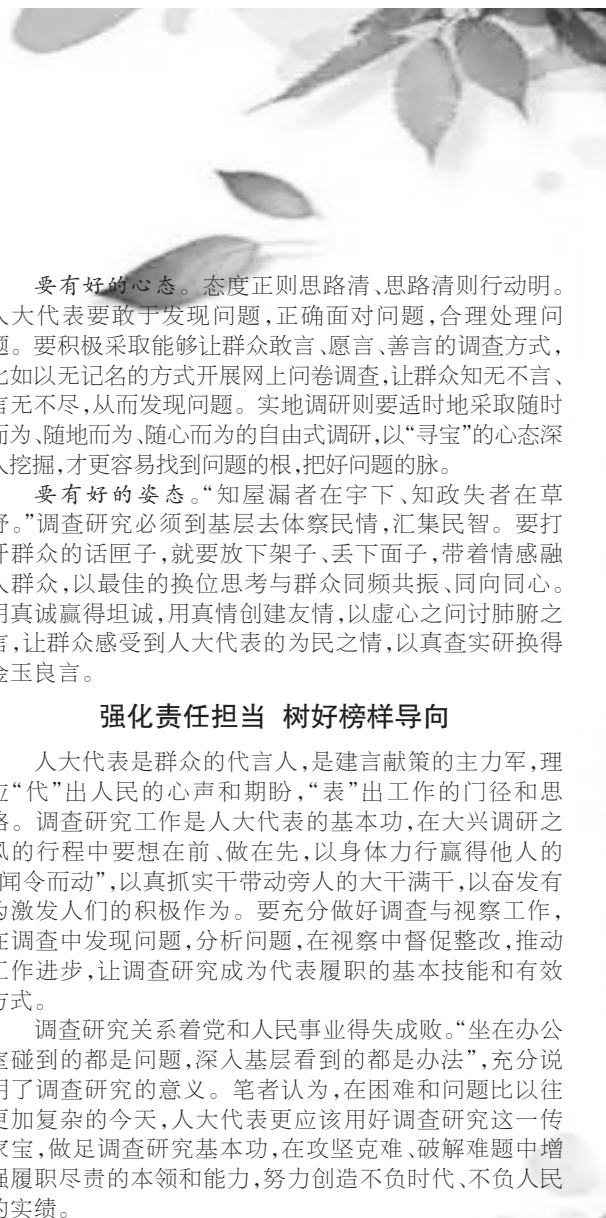 要有好的心态。态度正则思路清、思路清则行动明。
人大代表要敢于发现问题,正确面对问题,合理处理问
题。要积极采取能够让群众敢言、愿言、善言的调查方式,
比如以无记名的方式开展网上问卷调查,让群众知无不言、
言无不尽,从而发现问题。实地调研则要适时地采取随时
而为、随地而为、随心而为的自由式调研,以“寻宝”的心态深
入挖掘,才更容易找到问题的根,把好问题的脉。
要有好的姿态。“知屋漏者在宇下、知政失者在草
野。”调查研究必须到基层去体察民情,汇集民智。要打
开群众的话匣子,就要放下架子、丢下面子,带着情感融
入群众,以最佳的换位思考与群众同频共振、同向同心。
用真诚赢得坦诚,用真情创建友情,以虚心之问讨肺腑之
言,让群众感受到人大代表的为民之情,以真查实研换得
金玉良言。
强化责任担当 树好榜样导向
人大代表是群众的代言人,是建言献策的主力军,理
应“代”出人民的心声和期盼,“表”出工作的门径和思
路。调查研究工作是人大代表的基本功,在大兴调研之
风的行程中要想在前、做在先,以身体力行赢得他人的
“闻令而动”,以真抓实干带动旁人的大干满干,以奋发有
为激发人们的积极作为。要充分做好调查与视察工作,
在调查中发现问题,分析问题,在视察中督促整改,推动
工作进步,让调查研究成为代表履职的基本技能和有效
方式。
调查研究关系着党和人民事业得失成败。“坐在办公
室碰到的都是问题,深入基层看到的都是办法”,充分说
明了调查研究的意义。笔者认为,在困难和问题比以往
更加复杂的今天,人大代表更应该用好调查研究这一传
家宝,做足调查研究基本功,在攻坚克难、破解难题中增
强履职尽责的本领和能力,努力创造不负时代、不负人民
的实绩。